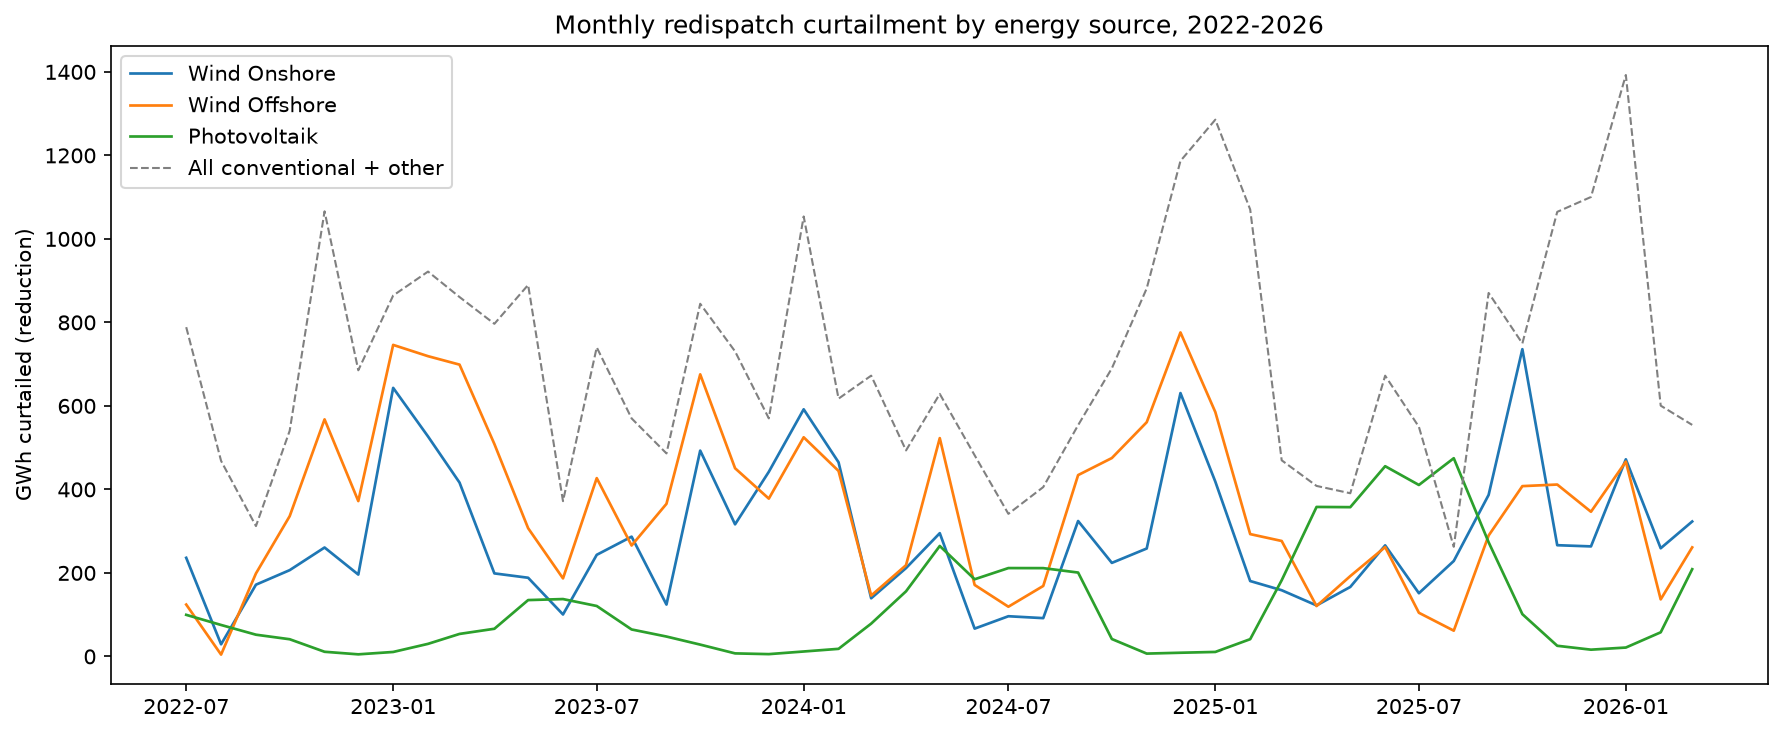 Monthly redispatch curtailment by energy source, 2022-2026
Wind Onshore
Wind Offshore
Photovoltaik
All conventional + other
GWh curtailed (reduction)
1400
1200
1000
800
600
400
200
0
2022-07
2023-01
2023-07
2024-01
2024-07
2025-01
2025-07
2026-01